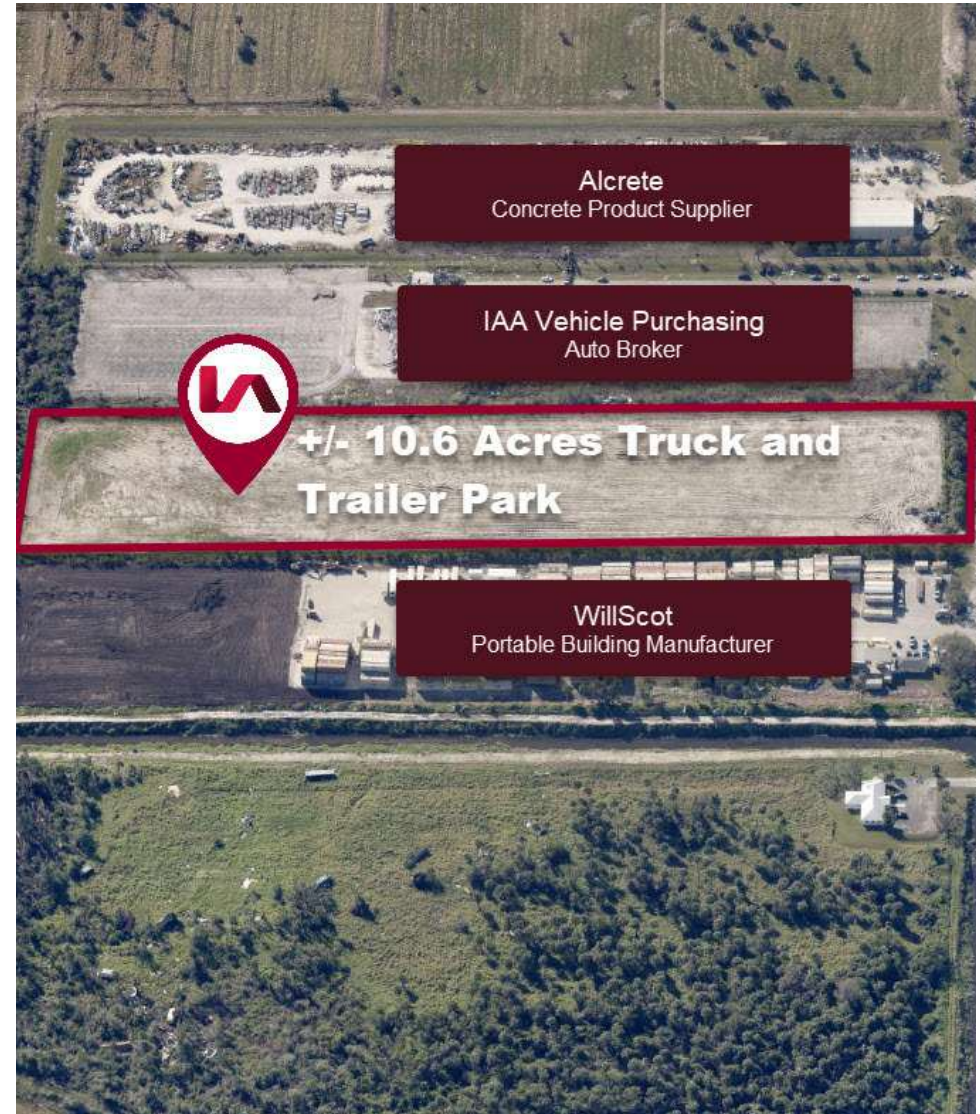 Alcrete
Concrete Product Supplier
IAA Vehicle Purchasing
Auto Broker
+/- 10.6 Acres Truck and
Trailer Park
WillScot
Portable Building Manufacturer